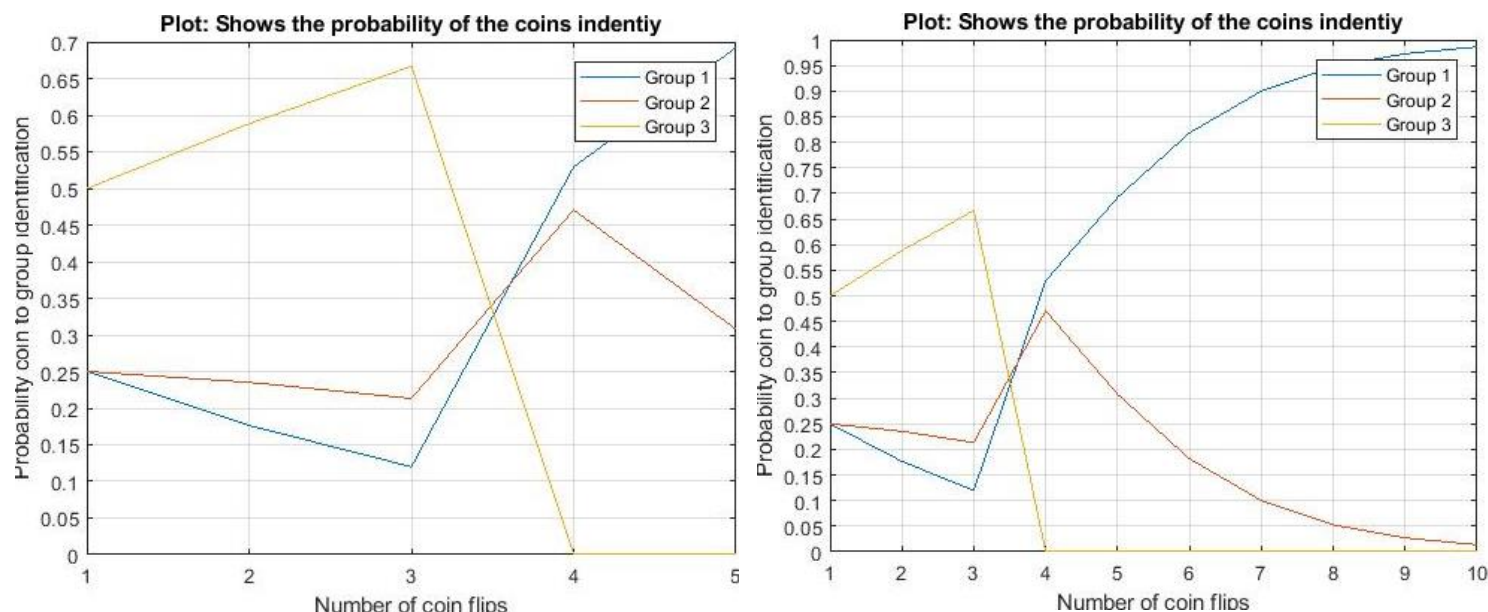 Plot: Shows the probability of the coins indentiy
Probability coin to group identification
0.7
0.65
0.6
0.55
0.5
0.45
0.4
0.35
0.3
0.25
0.2
0.15
0.1
0.05
0
Group 1
Group 2
Group 3
1 2 3 4 5
Number of coin flips
Plot: Shows the probability of the coins indentiy
Probability coin to group identification
1
0.95
0.9
0.85
0.8
0.75
0.7
0.65
0.6
0.55
0.5
0.45
0.4
0.35
0.3
0.25
0.2
0.15
0.1
0.05
0
Group 1
Group 2
Group 3
1 2 3 4 5 6 7 8 9 10
Number of coin flips